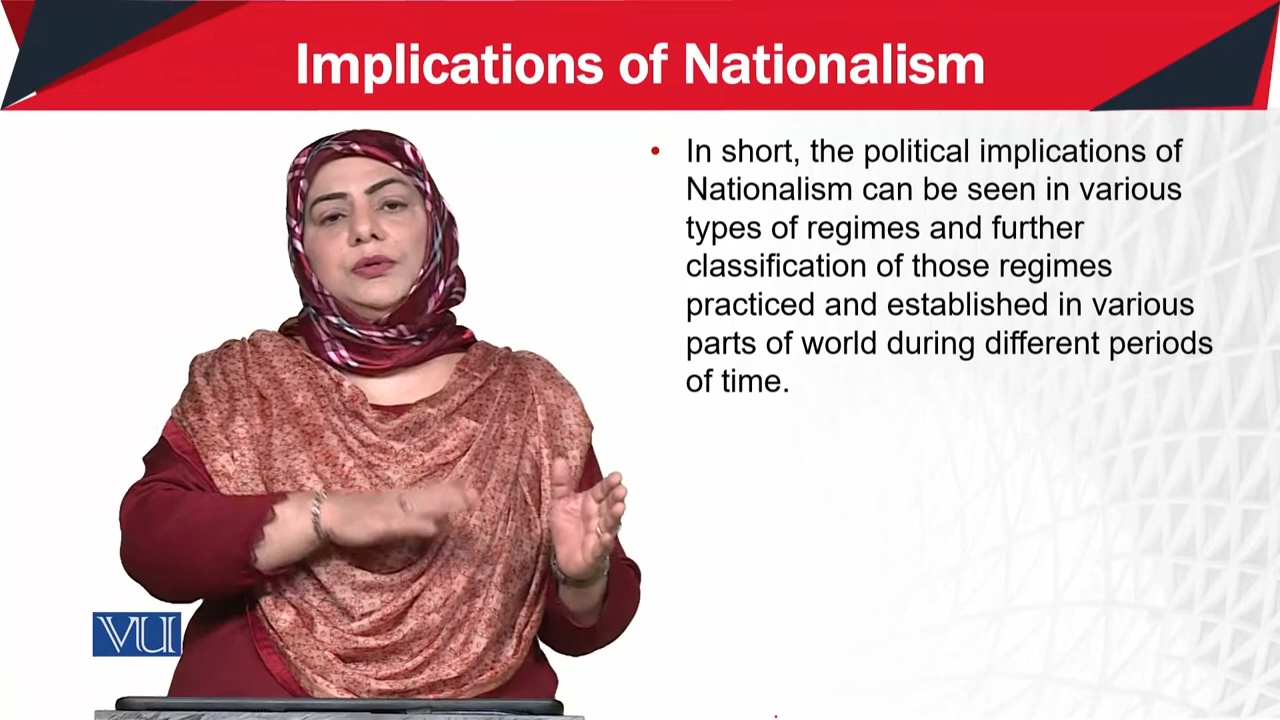 Implications of Nationalism
• In short, the political implications of
Nationalism can be seen in various
types of regimes and further
classification of those regimes
practiced and established in various
parts of world during different periods
of time.
VU